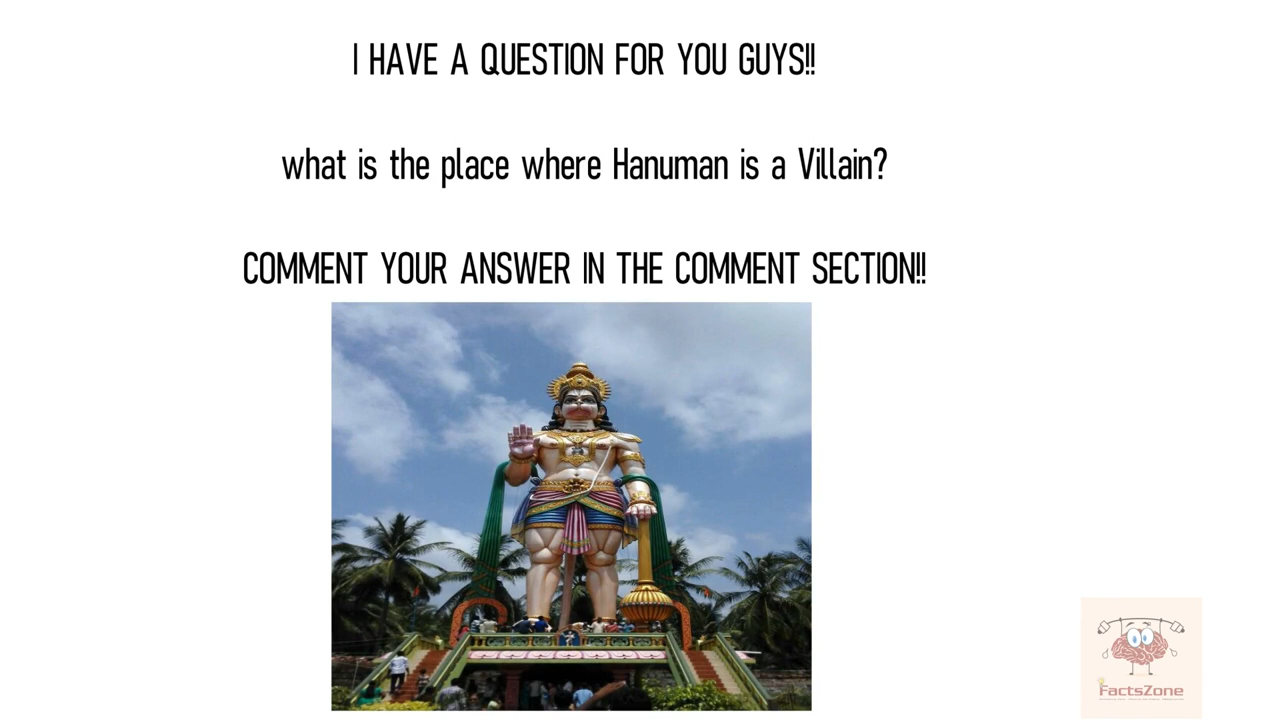 I HAVE A QUESTION FOR YOU GUYS!!
what is the place where Hanuman is a Villain?
COMMENT YOUR ANSWER IN THE COMMENT SECTION!!
FactsZone